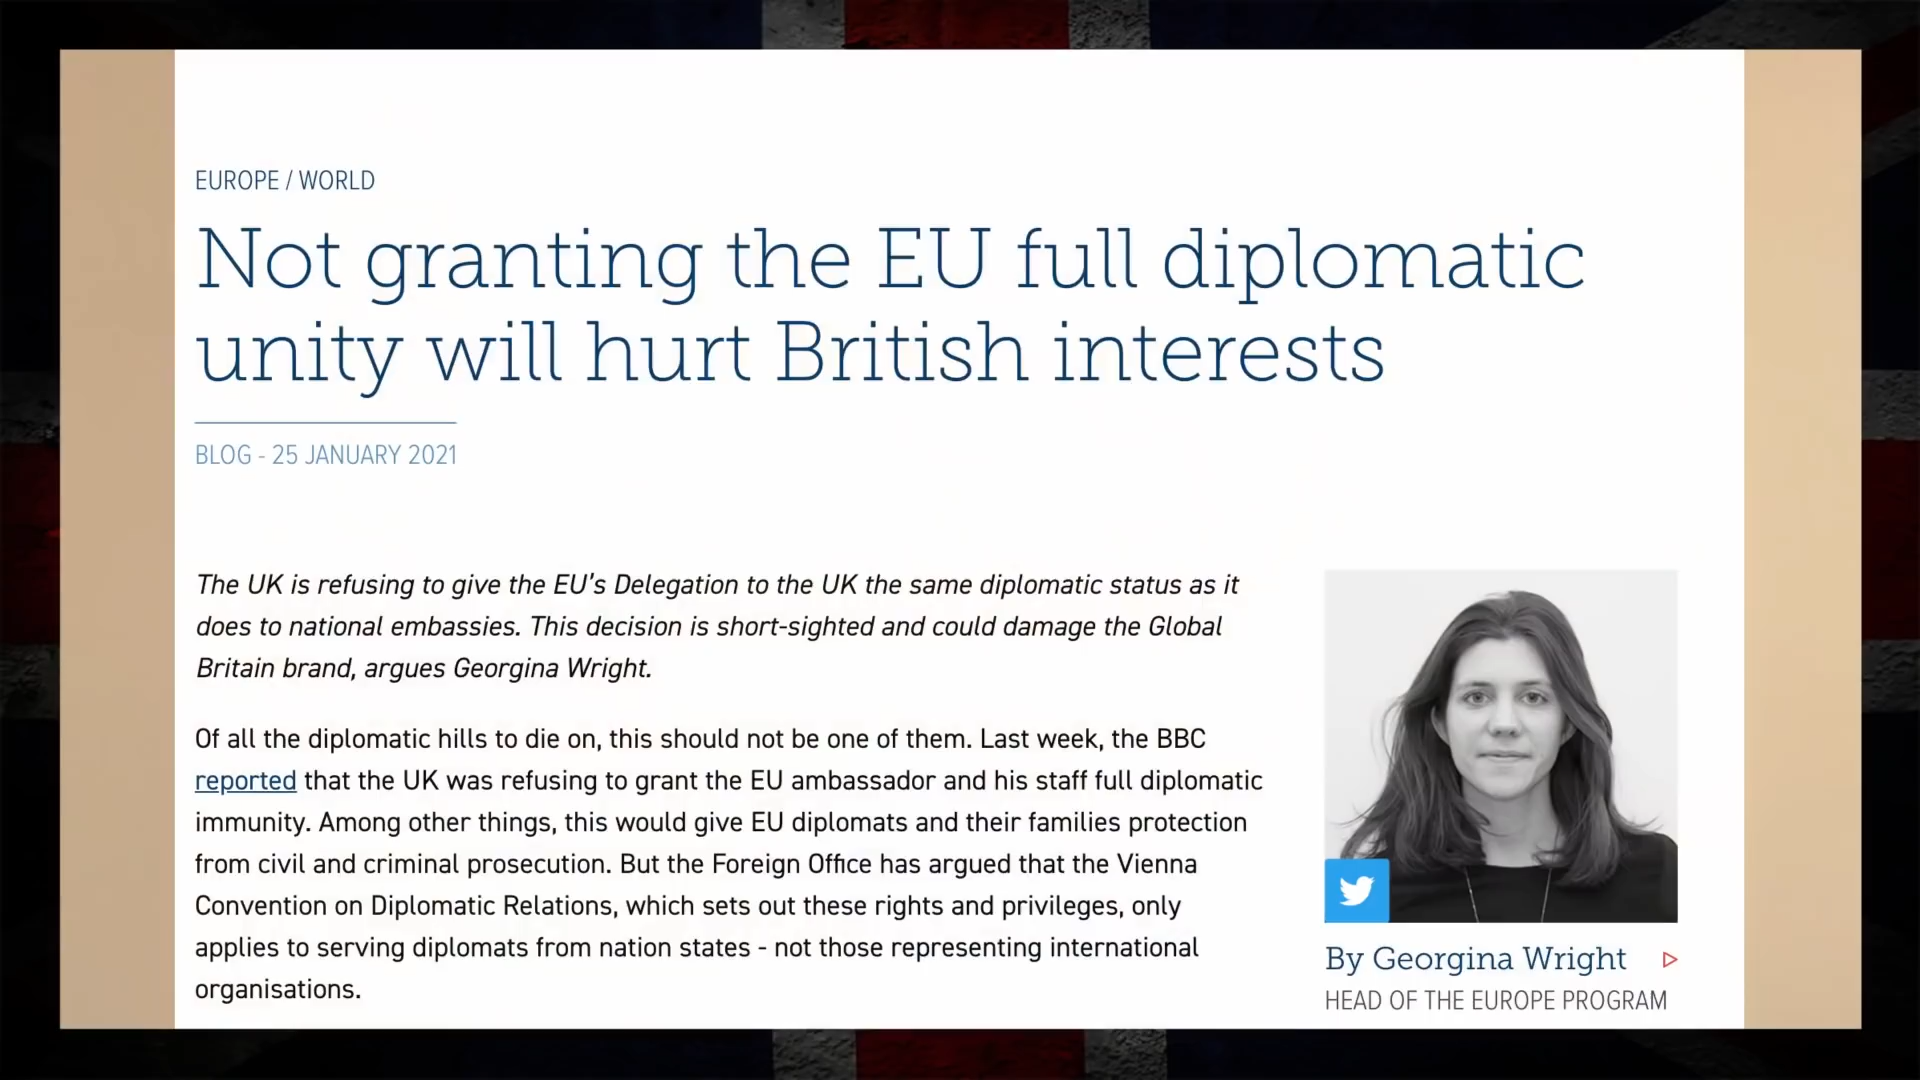 EUROPE / WORLD
Not granting the EU full diplomatic
unity will hurt British interests
BLOG - 25 JANUARY 2021
The UK is refusing to give the EU's Delegation to the UK the same diplomatic status as it
does to national embassies. This decision is short-sighted and could damage the Global
Britain brand, argues Georgina Wright.
Of all the diplomatic hills to die on, this should not be one of them. Last week, the BBC
reported that the UK was refusing to grant the EU ambassador and his staff full diplomatic
immunity. Among other things, this would give EU diplomats and their families protection
from civil and criminal prosecution. But the Foreign Office has argued that the Vienna
Convention on Diplomatic Relations, which sets out these rights and privileges, only
applies to serving diplomats from nation states - not those representing international
organisations.
By Georgina Wright
HEAD OF THE EUROPE PROGRAM